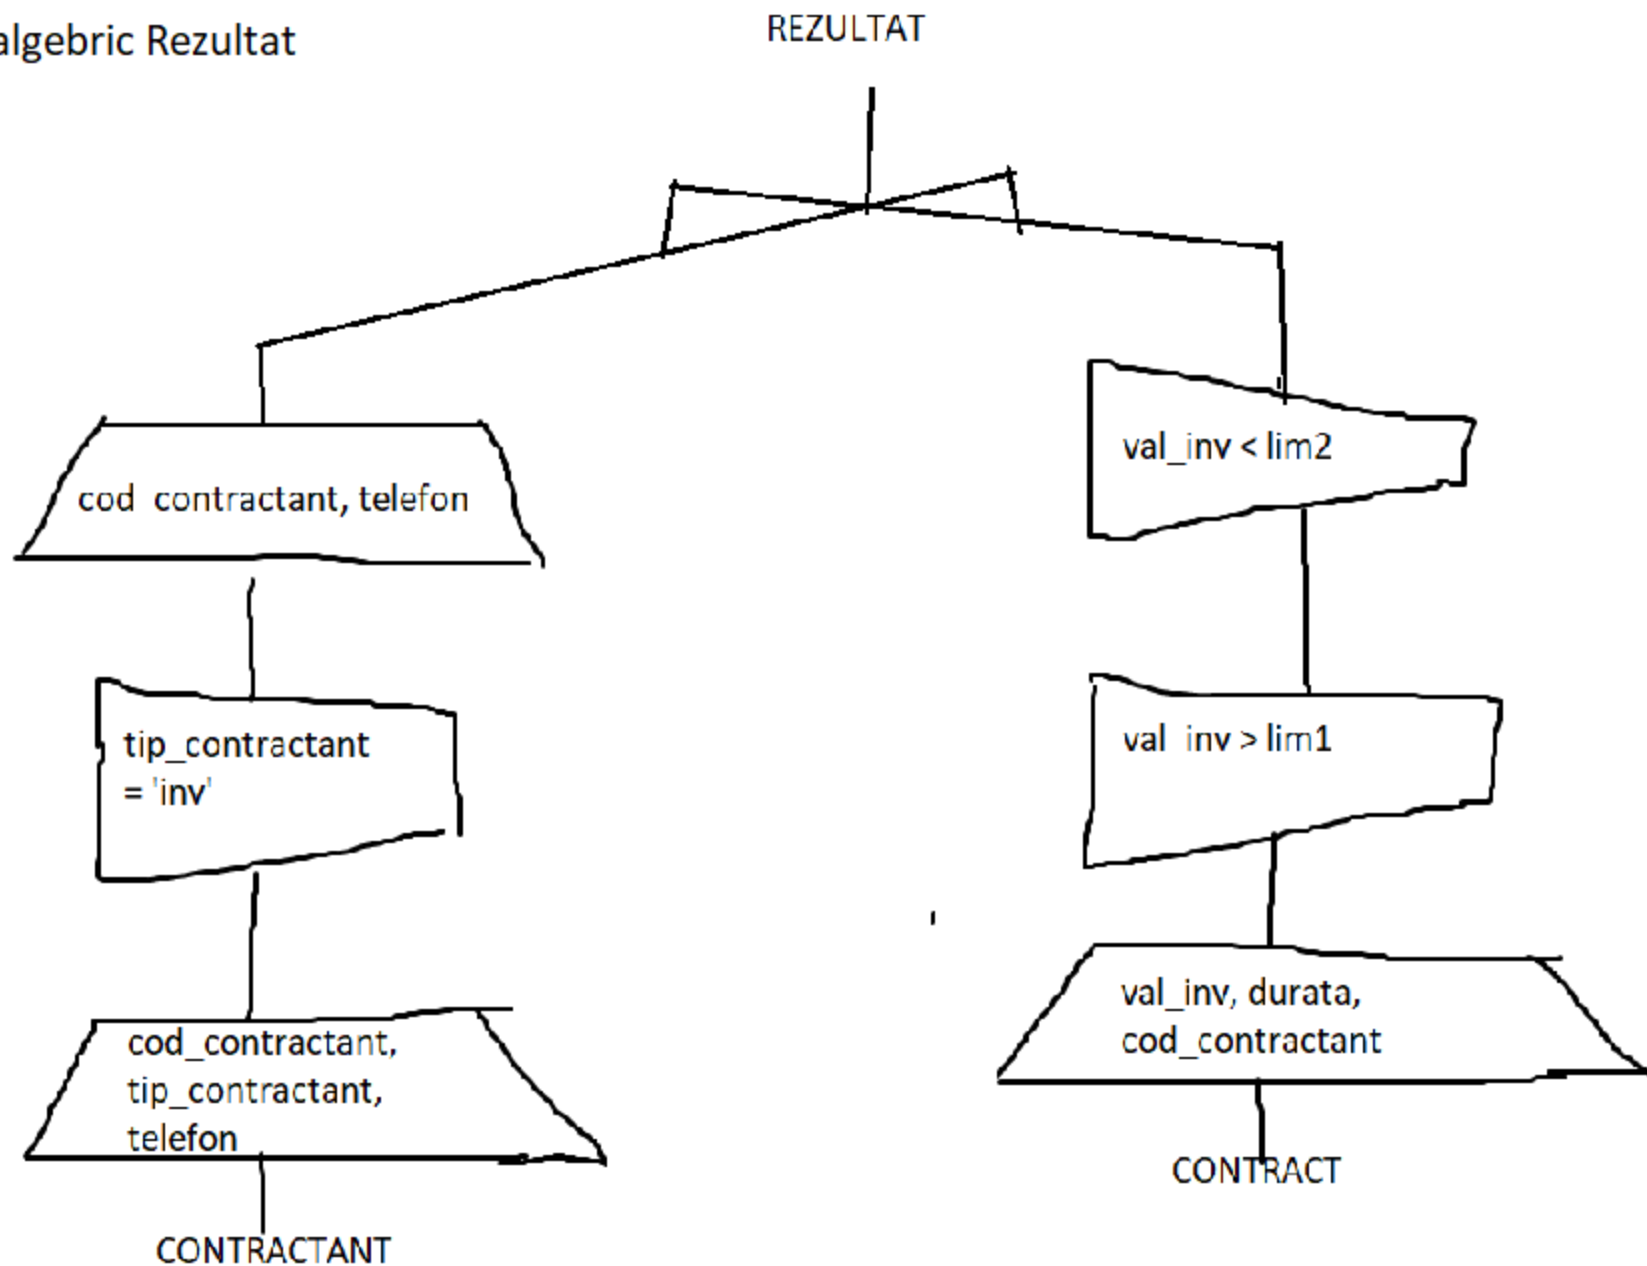 algebric Rezultat
REZULTAT
cod contractant, telefon
tip_contractant
= 'inv'
cod_contractant,
tip_contractant,
telefon
CONTRACTANT
val_inv < lim2
val inv > lim1
val_inv, durata,
cod_contractant
CONTRACT